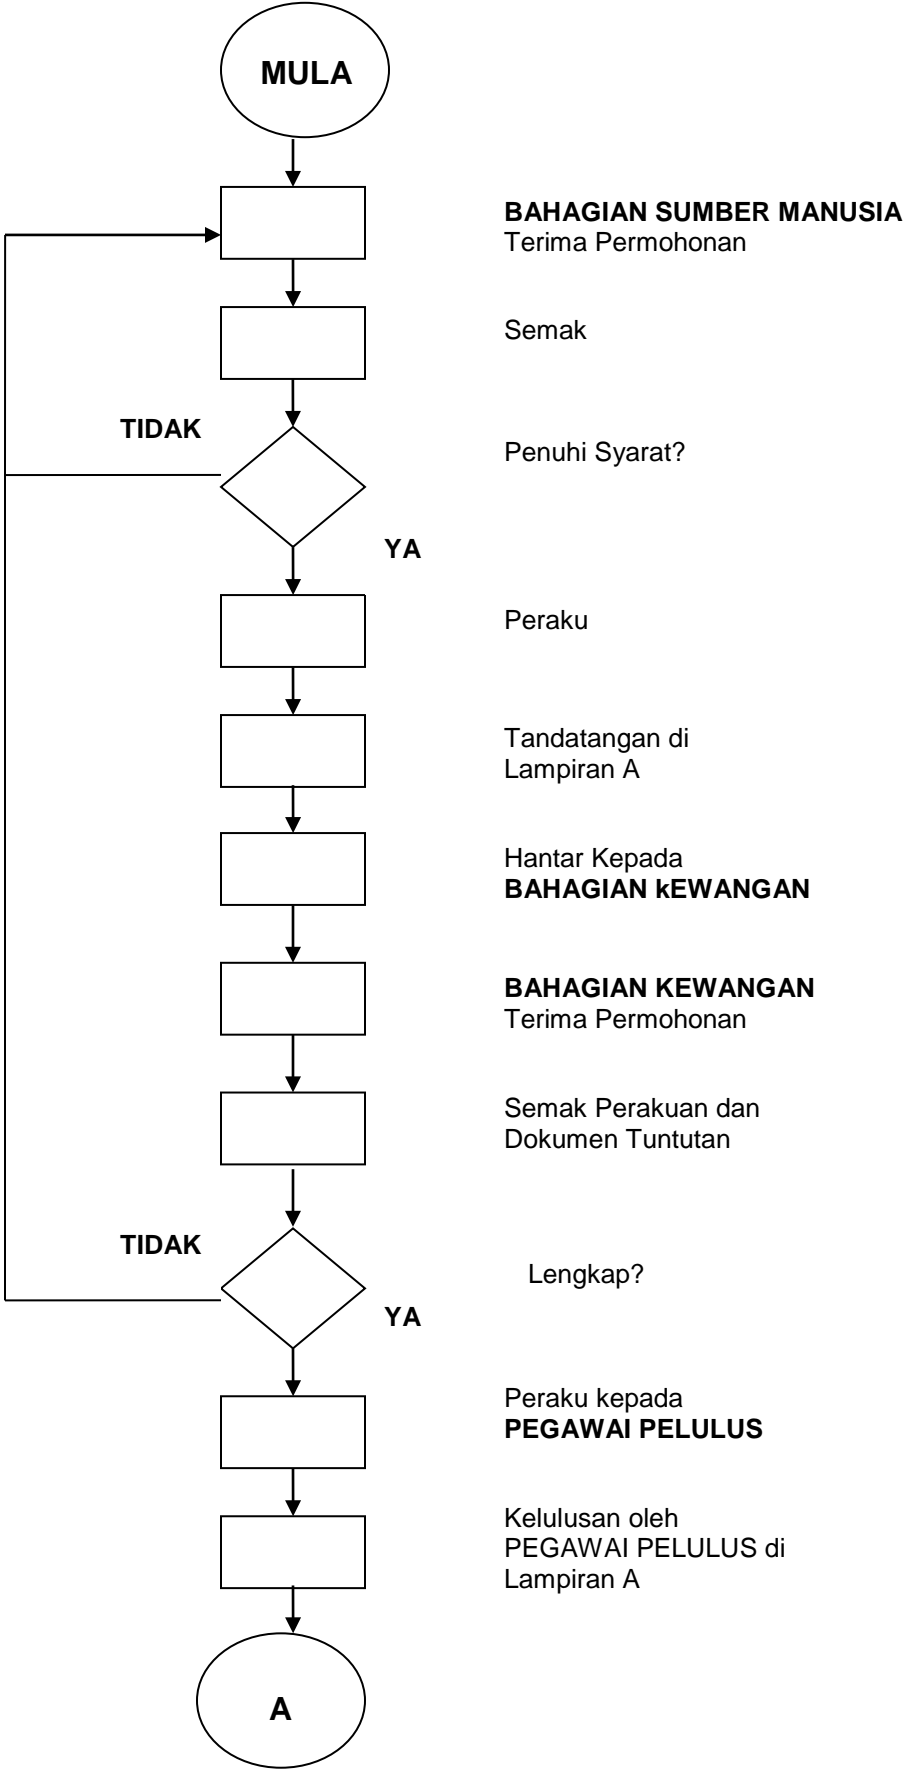 MULA
BAHAGIAN SUMBER MANUSIA
Terima Permohonan
Semak
TIDAK
Penuhi Syarat?
YA
Peraku
Tandatangan di
Lampiran A
Hantar Kepada
BAHAGIAN kEWANGAN
BAHAGIAN KEWANGAN
Terima Permohonan
Semak Perakuan dan
Dokumen Tuntutan
TIDAK
Lengkap?
YA
Peraku kepada
PEGAWAI PELULUS
Kelulusan oleh
PEGAWAI PELULUS di
Lampiran A
A